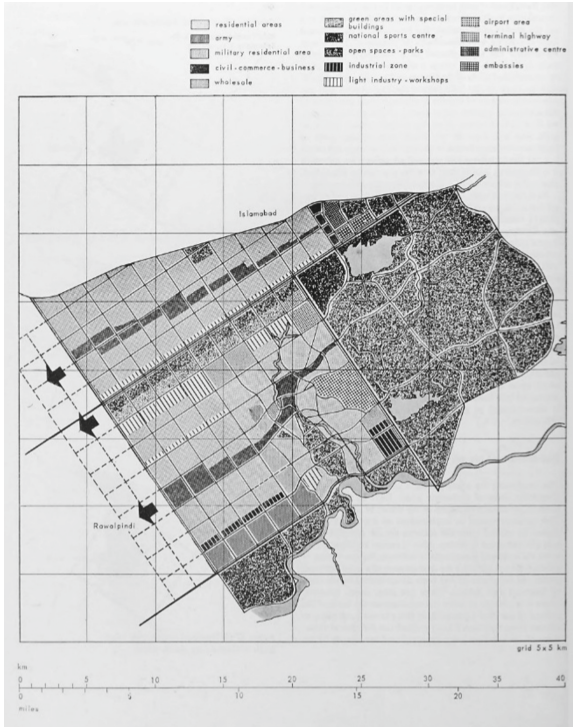 residential areas
army
military residential area
civil-commerce-business
wholesale
green areas with special
buildings
national sports centre
open spaces-parks
industrial zone
light industry-workshops
airport area
terminal highway
administrative centre
embassies
Islamabad
Rawalpindi
grid 5x5 km
km
0 5 10 15 20 25 30 35 40
0 5 10 15 20
miles